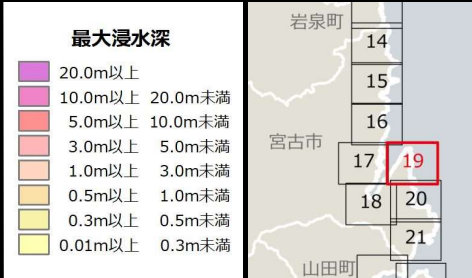 最大浸水深
20.0m以上
10.0m以上 20.0m未満
5.0m以上 10.0m未満
3.0m以上 5.0m未満
1.0m以上 3.0m未満
0.5m以上 1.0m未満
0.3m以上 0.5m未満
0.01m以上 0.3m未満
岩泉町
14
15
16
宮古市
17 19
18 20
21
山田町